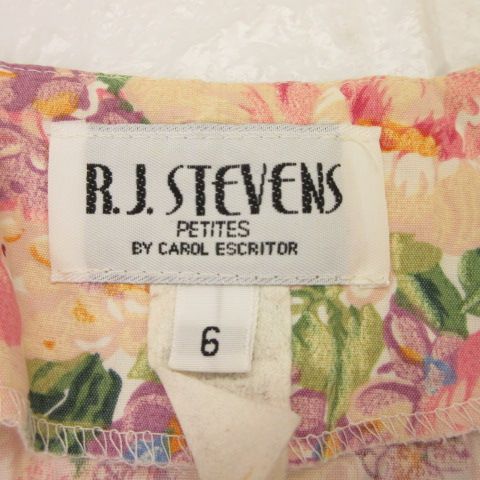 R.J. STEVENS
PETITES
BY CAROL ESCRITOR
6